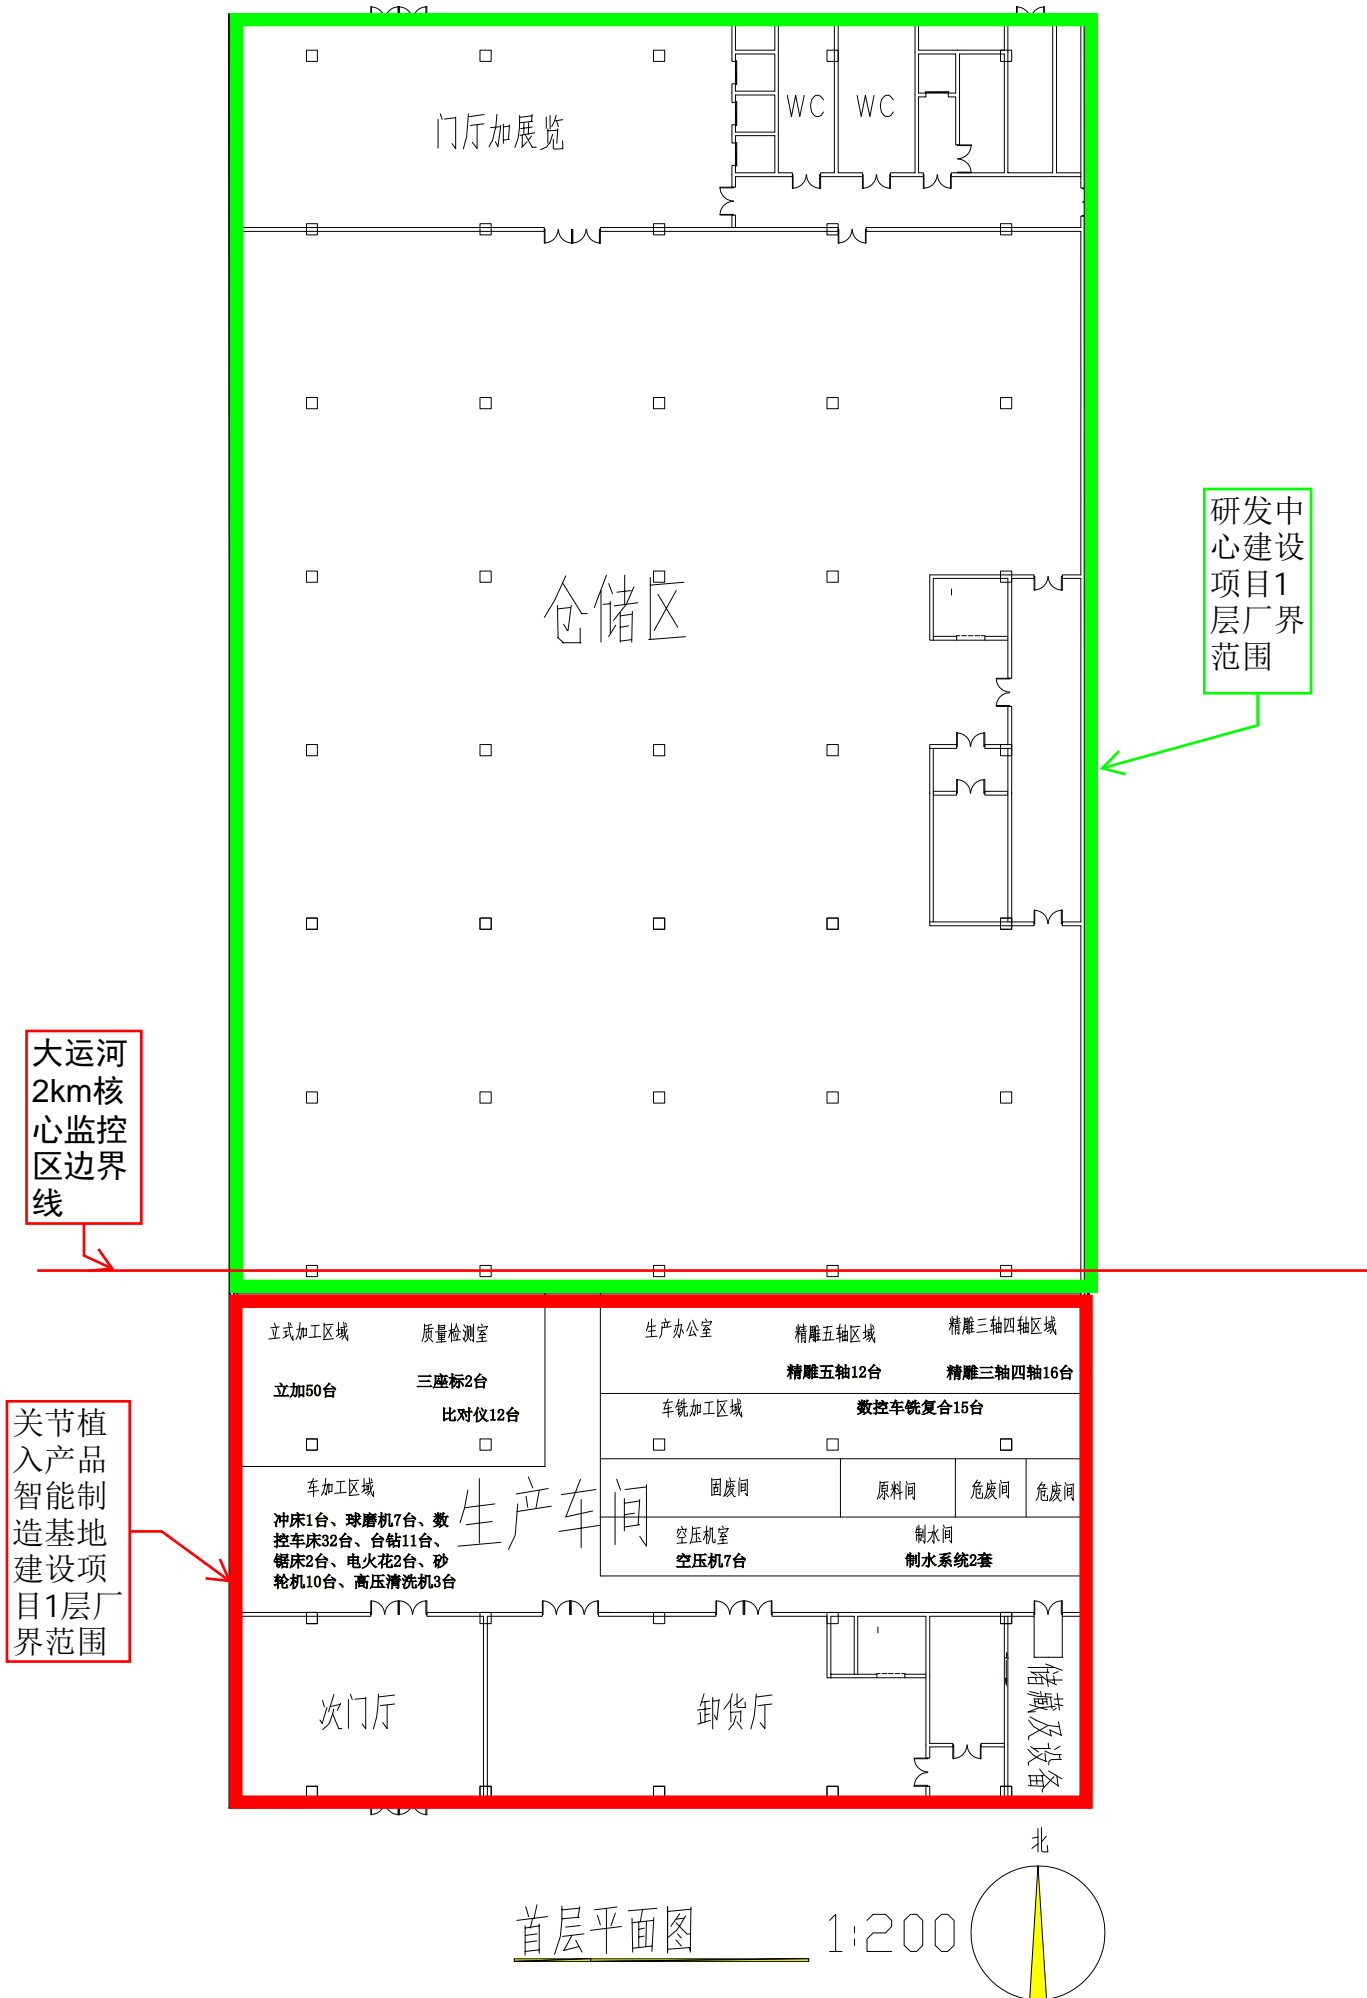 门厅加展览
WC
WC
仓储区
研发中
心建设
项目1
层厂界
范围
大运河
2km核
心监控
区边界
线
立式加工区域
质量检测室
生产办公室
精雕五轴区域
精雕三轴四轴区域
立加50台
三座标2台
比对仪12台
精雕五轴12台
精雕三轴四轴16台
车铣加工区域
数控车铣复合15台
关节植
入产品
智能制
造基地
建设项
目1层厂
界范围
车加工区域
冲床1台、球磨机7台、数
控车床32台、台钻11台、
锯床2台、电火花2台、砂
轮机10台、高压清洗机3台
生产车间
固废间
原料间
危废间
危废间
空压机室
空压机7台
制水间
制水系统2套
次门厅
卸货厅
储藏及设备
北
首层平面图
1:200